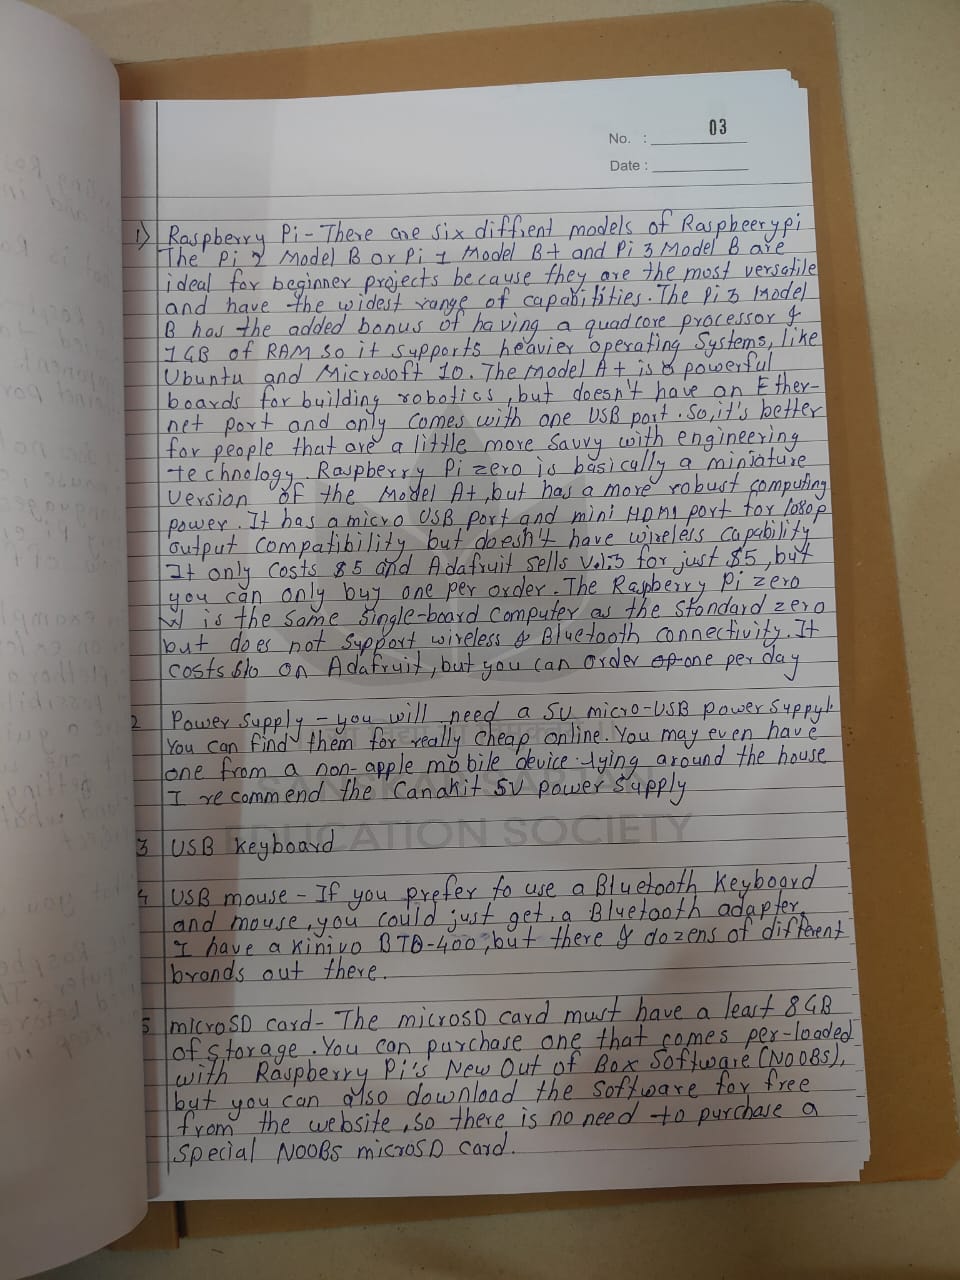 No. : 03
Date :
1) Raspberry Pi - There are six diffrent models of Raspbeerypi
The Pi 2 Model B or Pi 1 Model B+ and Pi 3 Model B are
ideal for beginner projects because they are the most versatile
and have the widest range of capabilities. The Pi 3 Model
B has the added bonus of having a quad core processor &
1GB of RAM so it supports heavier operating Systems, like
Ubuntu and Microsoft 10. The Model A+ is powerful
boards for building robotics, but doesn't have an Ether-
net port and only comes with one USB port. So, it's better
for people that are a little more savvy with engineering
technology. Raspberry Pi zero is basically a miniature
version of the Model A+, but has a more robust computing
power. It has a micro USB port and mini HDMI port for 1080p
output compatibility but doesn't have wireless capability
It only costs $5 and Adafruit sells V1.3 for just $5, but
you can only buy one per order. The Raspberry Pi zero
W is the same single-board computer as the standard zero
but does not support wireless & Bluetooth connectivity. It
costs $10 on Adafruit, but you can order one per day
2 Power Supply - you will need a 5V micro-USB power suppyl.
You can find them for really cheap online. You may even have
one from a non-apple mobile device lying around the house
I recommend the Canakit 5V power supply
SANSKAR SARJAN
EDUCATION SOCIETY
3 USB keyboard
4 USB mouse - If you prefer to use a Bluetooth keyboard
and mouse, you could just get a Bluetooth adapter.
I have a Kinivo BTD-400, but there & dozens of different
brands out there.
5 microSD card - The microSD card must have a least 8GB
of storage. You can purchase one that comes per-loaded
with Raspberry Pi's New Out of Box Software (NOOBS),
but you can also download the software for free
from the website, so there is no need to purchase a
special NOOBS microSD card.